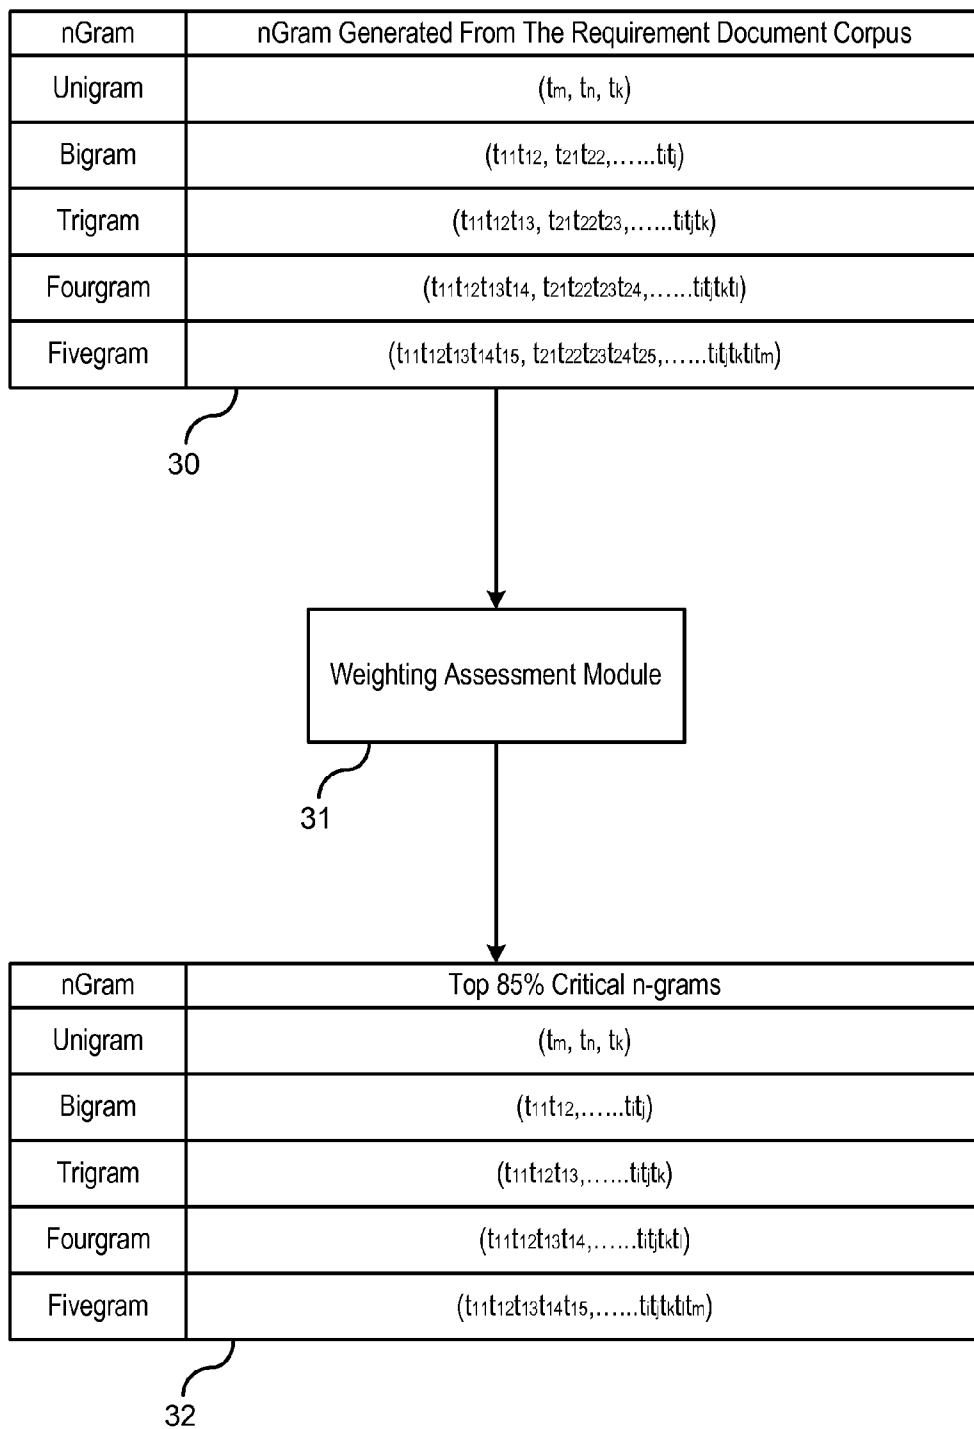 nGram nGram Generated From The Requirement Document Corpus
Unigram (tm, tn, tk)
Bigram (t11t12, t21t22,......titj)
Trigram (t11t12t13, t21t22t23,......titjtk)
Fourgram (t11t12t13t14, t21t22t23t24,......titjtktl)
Fivegram (t11t12t13t14t15, t21t22t23t24t25,......titjtktltm)
30
Weighting Assessment Module
31
nGram Top 85% Critical n-grams
Unigram (tm, tn, tk)
Bigram (t11t12,......titj)
Trigram (t11t12t13,......titjtk)
Fourgram (t11t12t13t14,......titjtktl)
Fivegram (t11t12t13t14t15,......titjtktltm)
32